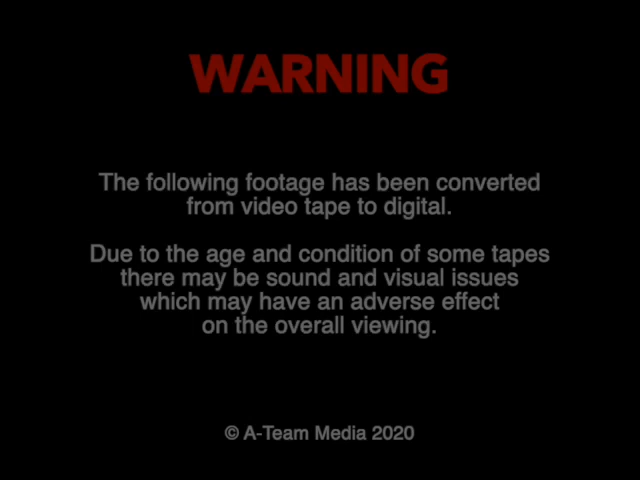 WARNING
The following footage has been converted
from video tape to digital.
Due to the age and condition of some tapes
there may be sound and visual issues
which may have an adverse effect
on the overall viewing.
© A-Team Media 2020